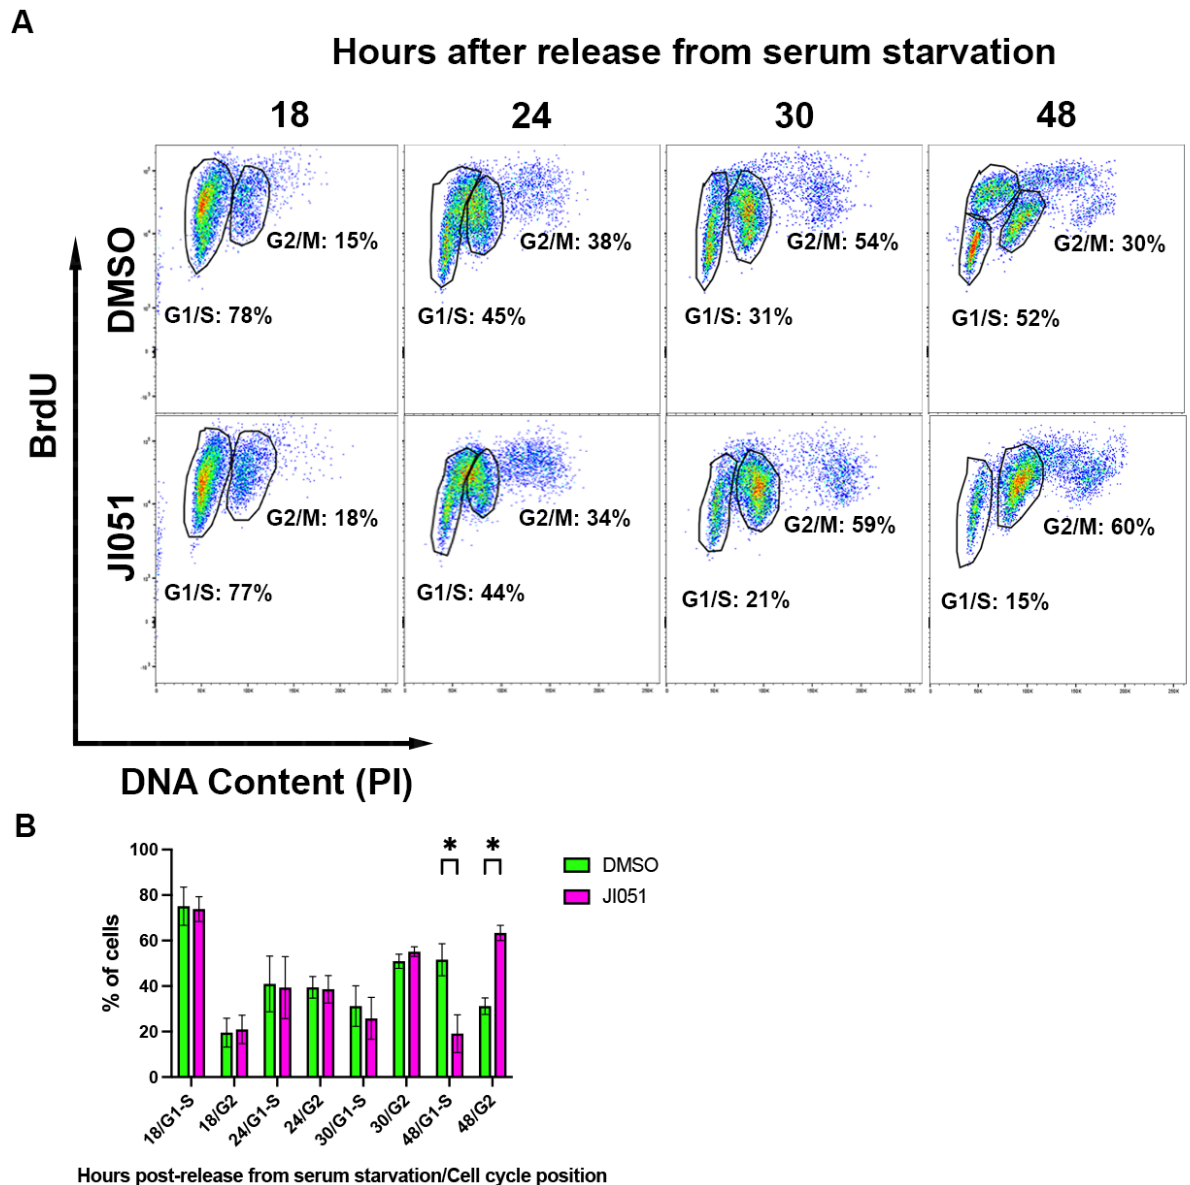 A
Hours after release from serum starvation
18 24 30 48
DMSO
G2/M: 15%
G1/S: 78%
G2/M: 38%
G1/S: 45%
G2/M: 54%
G1/S: 31%
G2/M: 30%
G1/S: 52%
BrdU
JI051
G2/M: 18%
G1/S: 77%
G2/M: 34%
G1/S: 44%
G2/M: 59%
G1/S: 21%
G2/M: 60%
G1/S: 15%
DNA Content (PI)
B
% of cells
100
80
60
40
20
0
* *
DMSO
JI051
18/G1-S
18/G2
24/G1-S
24/G2
30/G1-S
30/G2
48/G1-S
48/G2
Hours post-release from serum starvation/Cell cycle position